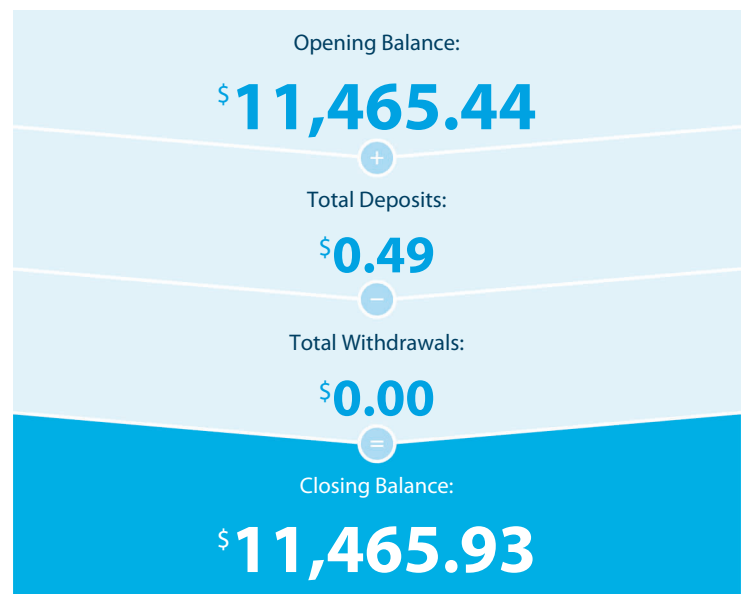 Opening Balance:
$11,465.44
+
Total Deposits:
$0.49
−
Total Withdrawals:
$0.00
=
Closing Balance:
$11,465.93